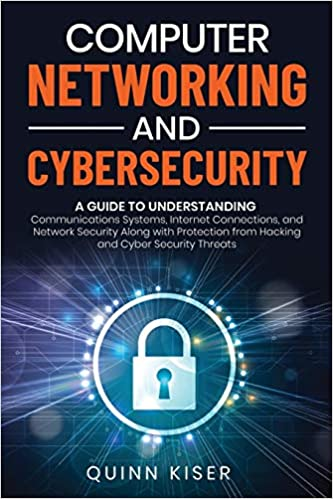 COMPUTER
NETWORKING
AND
CYBERSECURITY
A GUIDE TO UNDERSTANDING
Communications Systems, Internet Connections, and
Network Security Along with Protection from Hacking
and Cyber Security Threats
QUINN KISER